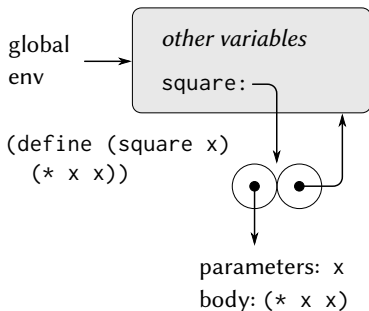 other variables
global
env
square:
(define (square x)
(* x x))
parameters: x
body: (* x x)